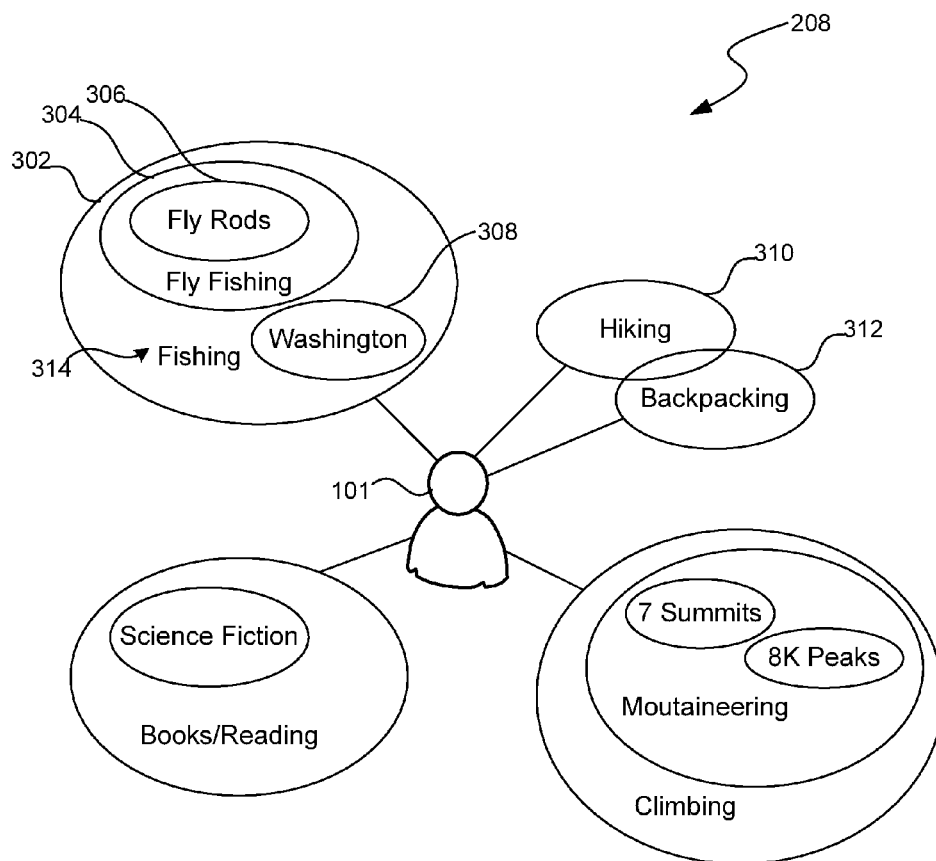 208
306
304
302
Fly Rods
308
Fly Fishing
310
Washington
Hiking
312
314
Fishing
Backpacking
101
Science Fiction
7 Summits
8K Peaks
Moutaineering
Books/Reading
Climbing